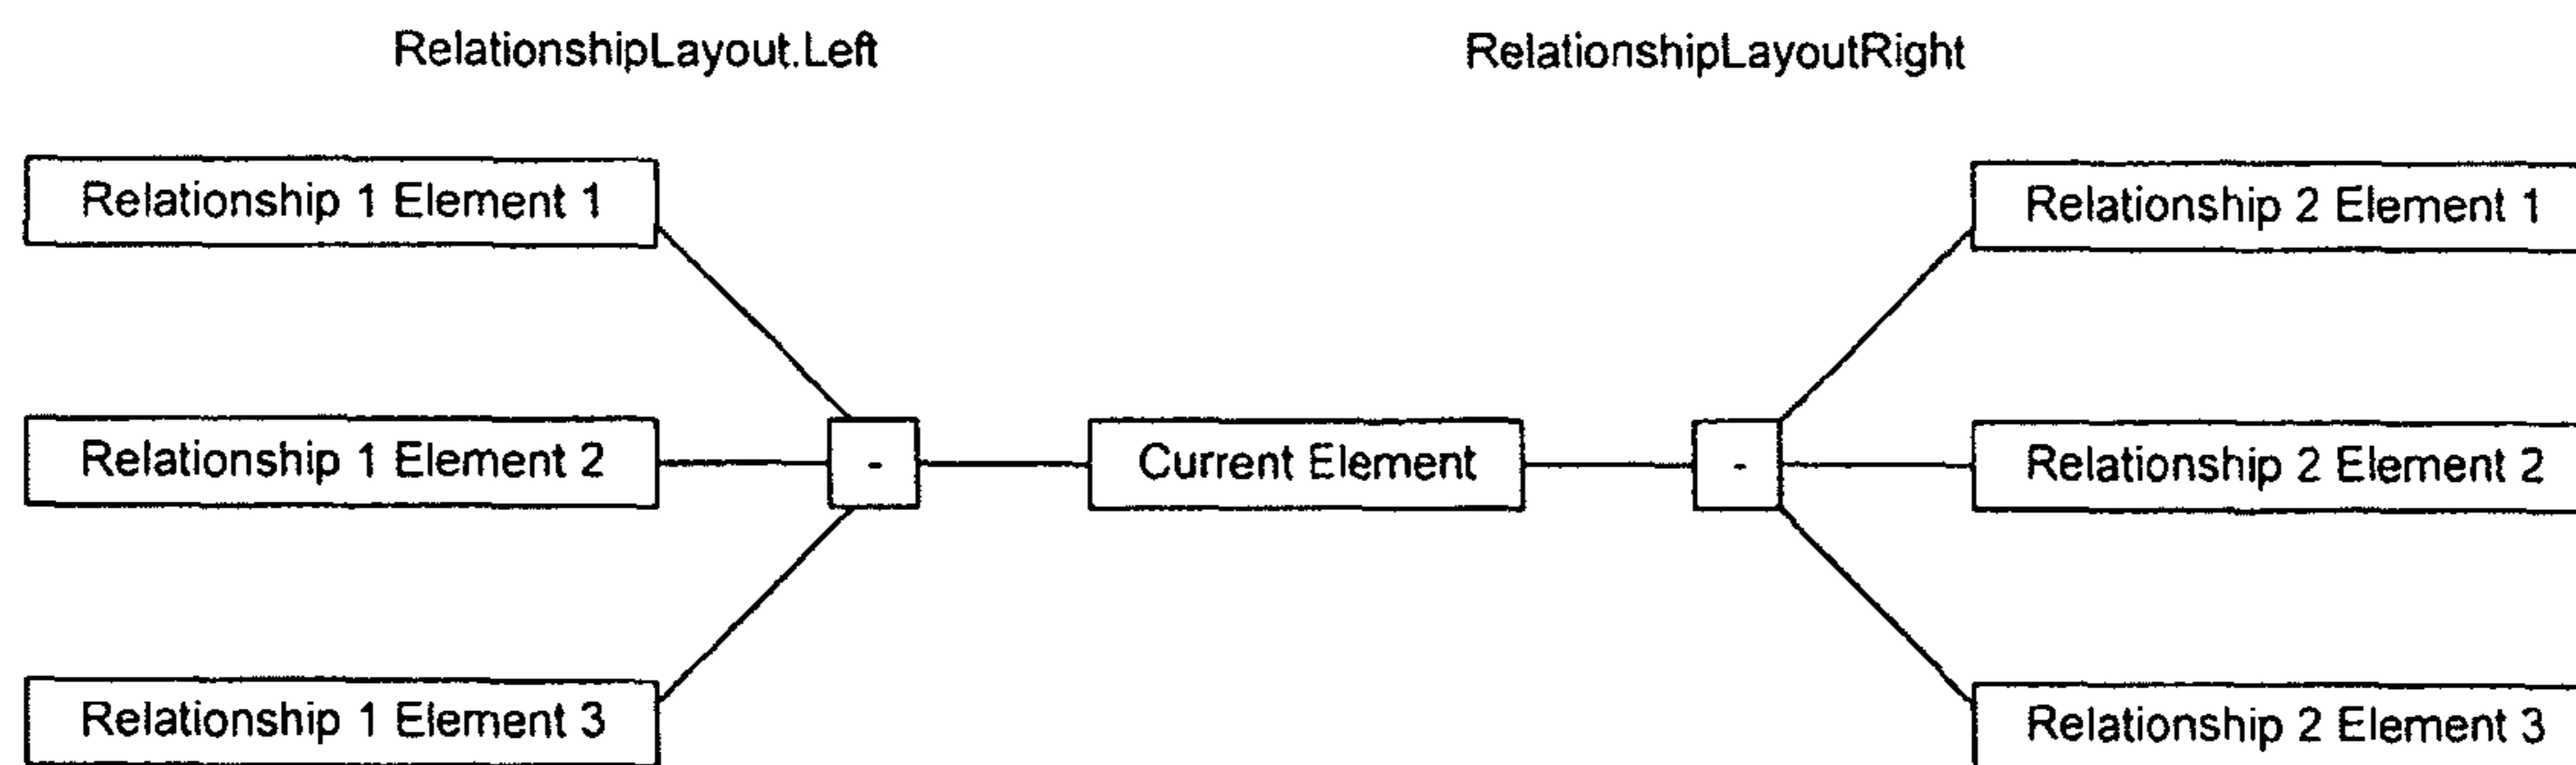 RelationshipLayout.Left
RelationshipLayoutRight
Relationship 1 Element 1
Relationship 2 Element 1
Relationship 1 Element 2
-
Current Element
-
Relationship 2 Element 2
Relationship 1 Element 3
Relationship 2 Element 3